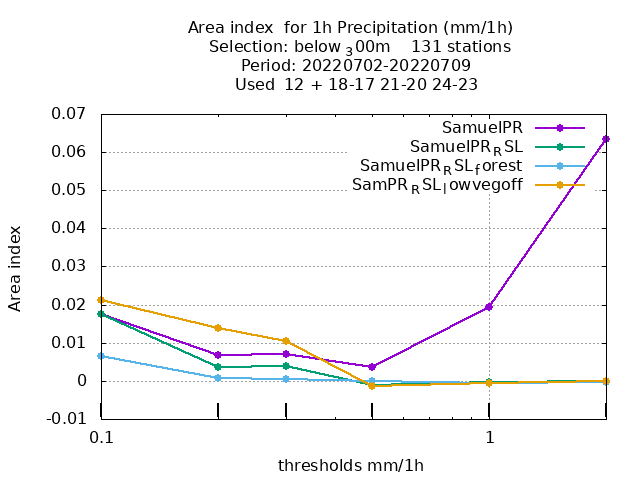 Area index  for 1h Precipitation (mm/1h)
Selection: below ₃00m    131 stations
Period: 20220702-20220709
Used  12 + 18-17 21-20 24-23
0.07
0.06
0.05
0.04
0.03
0.02
0.01
0
-0.01
Area index
SamuelPR
SamuelPR_RSL
SamuelPR_RSL_forest
SamPR_RSL_lowvegoff
0.1
1
thresholds mm/1h